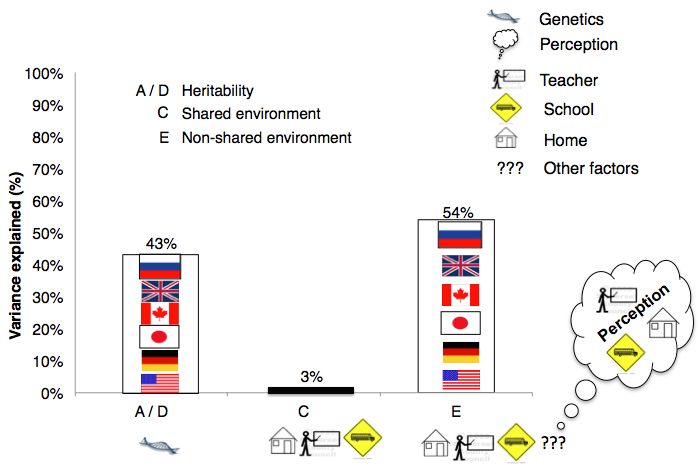 Genetics
Perception
Teacher
School
Home
??? Other factors
A / D Heritability
C Shared environment
E Non-shared environment
Variance explained (%)
100%
90%
80%
70%
60%
50%
40%
30%
20%
10%
0%
43%
3%
54%
A / D
C
E
???
Perception